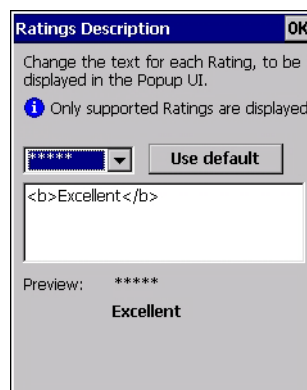 Ratings Description OK
Change the text for each Rating, to be
displayed in the Popup UI.
Only supported Ratings are displayed
***** Use default
<b>Excellent</b>
Preview: *****
Excellent